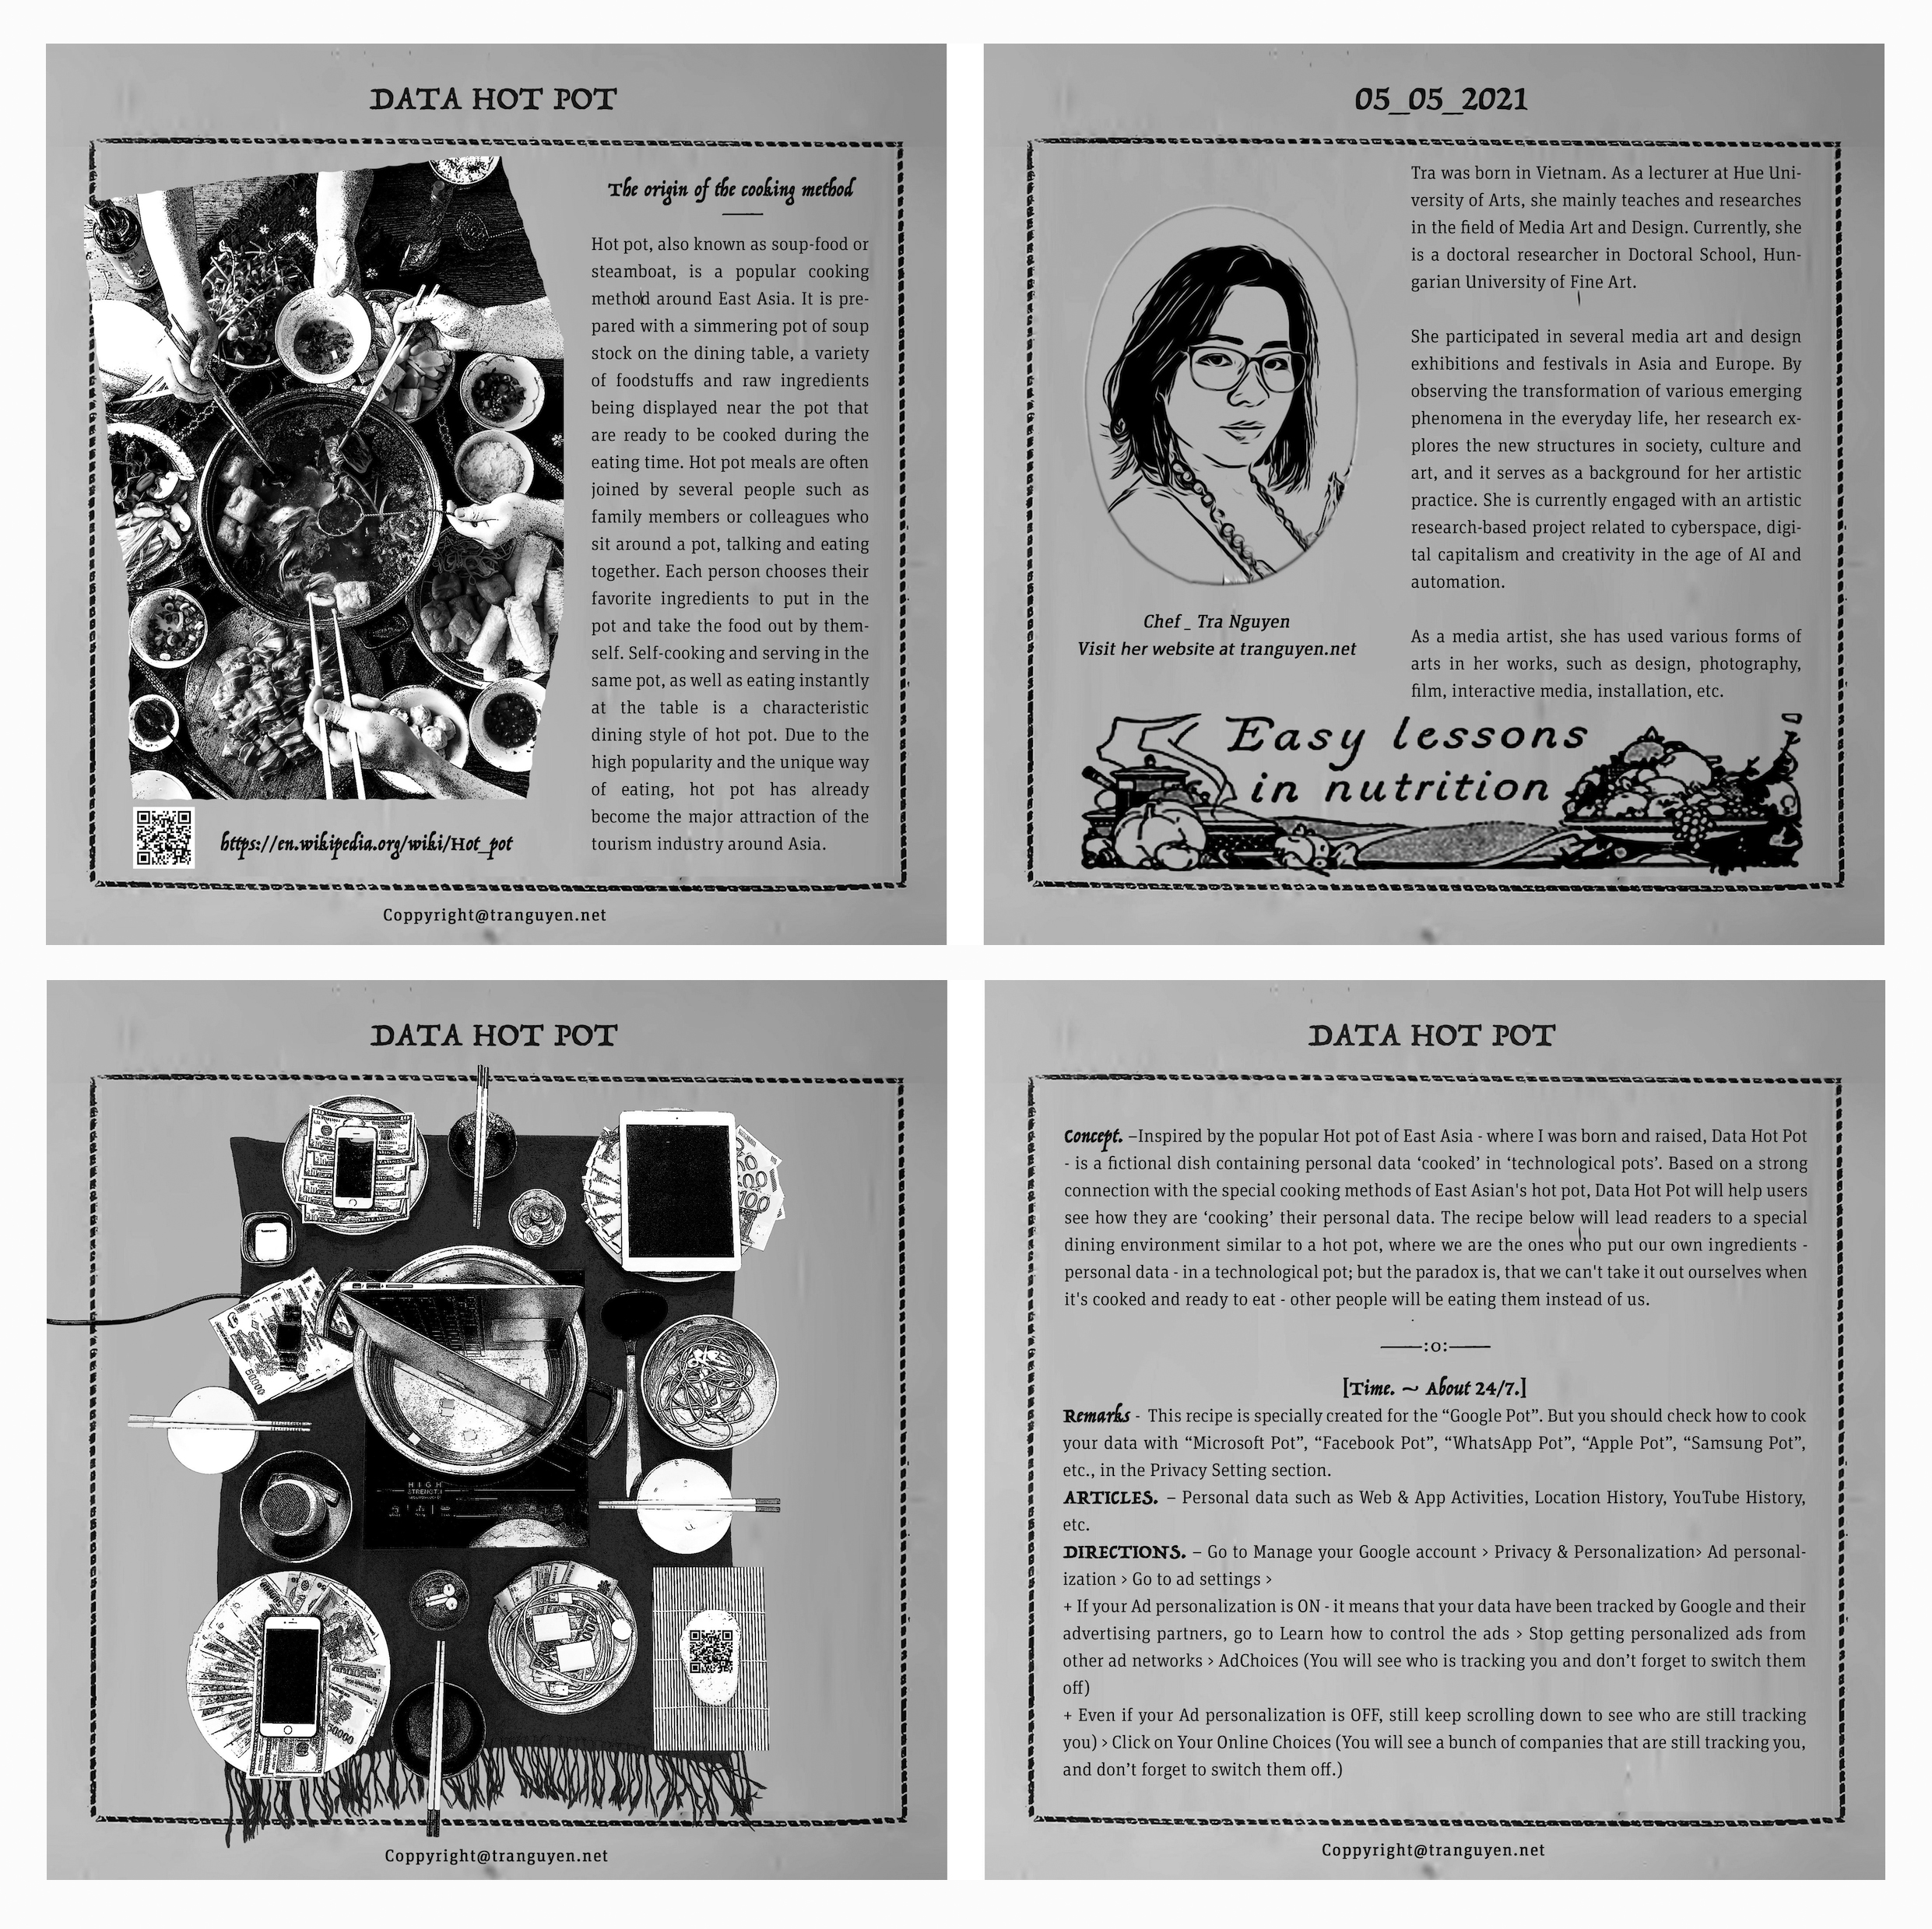 DATA HOT POT
The origin of the cooking method
Hot pot, also known as soup-food or
steamboat, is a popular cooking
method around East Asia. It is pre-
pared with a simmering pot of soup
stock on the dining table, a variety
of foodstuffs and raw ingredients
being displayed near the pot that
are ready to be cooked during the
eating time. Hot pot meals are often
joined by several people such as
family members or colleagues who
sit around a pot, talking and eating
together. Each person chooses their
favorite ingredients to put in the
pot and take the food out by them-
self. Self-cooking and serving in the
same pot, as well as eating instantly
at the table is a characteristic
dining style of hot pot. Due to the
high popularity and the unique way
of eating, hot pot has already
become the major attraction of the
tourism industry around Asia.
https://en.wikipedia.org/wiki/Hot_pot
Coppyright@tranguyen.net
05_05_2021
Tra was born in Vietnam. As a lecturer at Hue Uni-
versity of Arts, she mainly teaches and researches
in the field of Media Art and Design. Currently, she
is a doctoral researcher in Doctoral School, Hun-
garian University of Fine Art.
She participated in several media art and design
exhibitions and festivals in Asia and Europe. By
observing the transformation of various emerging
phenomena in the everyday life, her research ex-
plores the new structures in society, culture and
art, and it serves as a background for her artistic
practice. She is currently engaged with an artistic
research-based project related to cyberspace, digi-
tal capitalism and creativity in the age of AI and
automation.
As a media artist, she has used various forms of
arts in her works, such as design, photography,
film, interactive media, installation, etc.
Chef _ Tra Nguyen
Visit her website at tranguyen.net
Easy lessons
in nutrition
DATA HOT POT
HIGH
STRENGTH
50000
100
50000
Coppyright@tranguyen.net
DATA HOT POT
Concept. –Inspired by the popular Hot pot of East Asia - where I was born and raised, Data Hot Pot
- is a fictional dish containing personal data ‘cooked’ in ‘technological pots’. Based on a strong
connection with the special cooking methods of East Asian's hot pot, Data Hot Pot will help users
see how they are ‘cooking’ their personal data. The recipe below will lead readers to a special
dining environment similar to a hot pot, where we are the ones who put our own ingredients -
personal data - in a technological pot; but the paradox is, that we can't take it out ourselves when
it's cooked and ready to eat - other people will be eating them instead of us.
——:o:——
[Time. ~ About 24/7.]
Remarks - This recipe is specially created for the “Google Pot”. But you should check how to cook
your data with “Microsoft Pot”, “Facebook Pot”, “WhatsApp Pot”, “Apple Pot”, “Samsung Pot”,
etc., in the Privacy Setting section.
ARTICLES. – Personal data such as Web & App Activities, Location History, YouTube History,
etc.
DIRECTIONS. – Go to Manage your Google account > Privacy & Personalization> Ad personal-
ization > Go to ad settings >
+ If your Ad personalization is ON - it means that your data have been tracked by Google and their
advertising partners, go to Learn how to control the ads > Stop getting personalized ads from
other ad networks > AdChoices (You will see who is tracking you and don’t forget to switch them
off)
+ Even if your Ad personalization is OFF, still keep scrolling down to see who are still tracking
you) > Click on Your Online Choices (You will see a bunch of companies that are still tracking you,
and don’t forget to switch them off.)
Coppyright@tranguyen.net